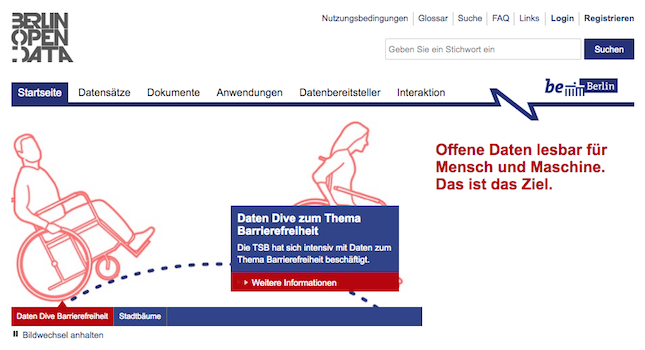 BERLIN
OPEN
DATA
Nutzungsbedingungen Glossar Suche FAQ Links Login Registrieren
Geben Sie ein Stichwort ein Suchen
Startseite Datensätze Dokumente Anwendungen Datenbereitsteller Interaktion
be Berlin
Offene Daten lesbar für
Mensch und Maschine.
Das ist das Ziel.
Daten Dive zum Thema
Barrierefreiheit
Die TSB hat sich intensiv mit Daten zum
Thema Barrierefreiheit beschäftigt.
Weitere Informationen
Daten Dive Barrierefreiheit Stadtbäume
Bildwechsel anhalten